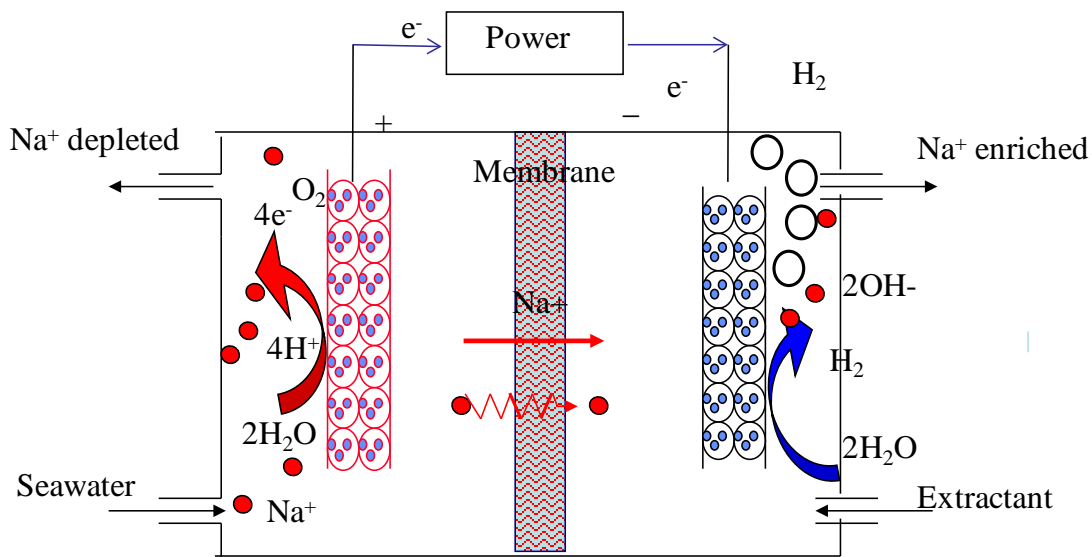 e⁻
Power
e⁻
H₂
+
−
Na⁺ depleted
Membrane
Na⁺ enriched
O₂
4e⁻
Na+
2OH-
4H⁺
H₂
2H₂O
2H₂O
Seawater
Na⁺
Extractant